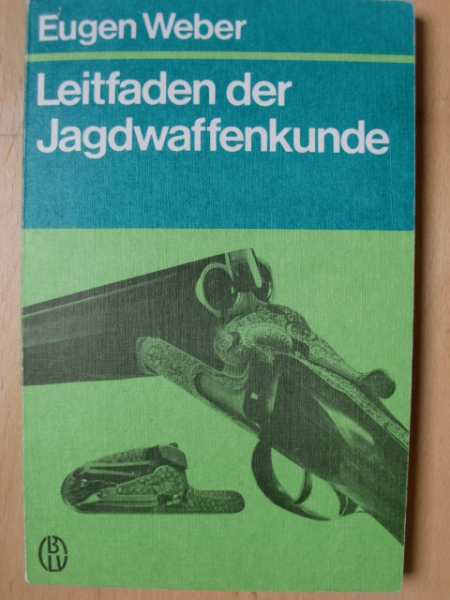 Eugen Weber
Leitfaden der
Jagdwaffenkunde
BLV